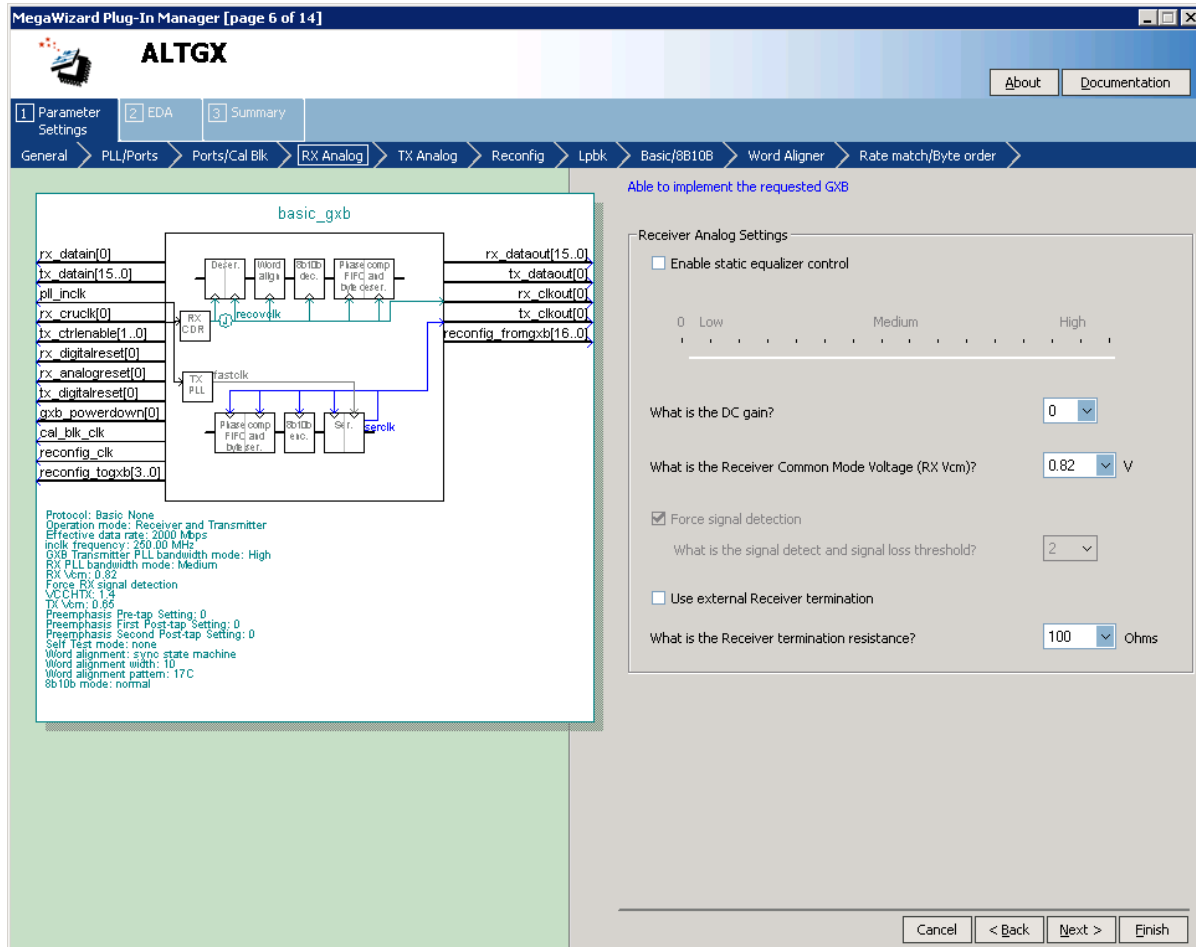 MegaWizard Plug-In Manager [page 6 of 14]
ALTGX
About
Documentation
1 Parameter Settings
2 EDA
3 Summary
General
PLL/Ports
Ports/Cal Blk
RX Analog
TX Analog
Reconfig
Lpbk
Basic/8B10B
Word Aligner
Rate match/Byte order
basic_gxb
rx_datain[0]
tx_datain[15..0]
pll_inclk
rx_cruclk[0]
tx_ctrlenable[1..0]
rx_digitalreset[0]
rx_analogreset[0]
tx_digitalreset[0]
gxb_powerdown[0]
cal_blk_clk
reconfig_clk
reconfig_togxb[3..0]
Deser.
Word align
8b10b dec.
Phase comp FIFO and byte deser.
RX CDR
recovclk
TX PLL
fastclk
Phase comp FIFO and byte ser.
8b10b enc.
Ser.
serclk
rx_dataout[15..0]
tx_dataout[0]
rx_clkout[0]
tx_clkout[0]
reconfig_fromgxb[16..0]
Protocol: Basic None
Operation mode: Receiver and Transmitter
Effective data rate: 2000 Mbps
inclk frequency: 250.00 MHz
GXB Transmitter PLL bandwidth mode: High
RX PLL bandwidth mode: Medium
RX Vcm: 0.82
Force RX signal detection
VCCHTX: 1.4
TX Vcm: 0.65
Preemphasis Pre-tap Setting: 0
Preemphasis First Post-tap Setting: 0
Preemphasis Second Post-tap Setting: 0
Self Test mode: none
Word alignment: sync state machine
Word alignment width: 10
Word alignment pattern: 17C
8b10b mode: normal
Able to implement the requested GXB
Receiver Analog Settings
Enable static equalizer control
0 Low Medium High
What is the DC gain? 0
What is the Receiver Common Mode Voltage (RX Vcm)? 0.82 V
Force signal detection
What is the signal detect and signal loss threshold? 2
Use external Receiver termination
What is the Receiver termination resistance? 100 Ohms
Cancel
< Back
Next >
Finish